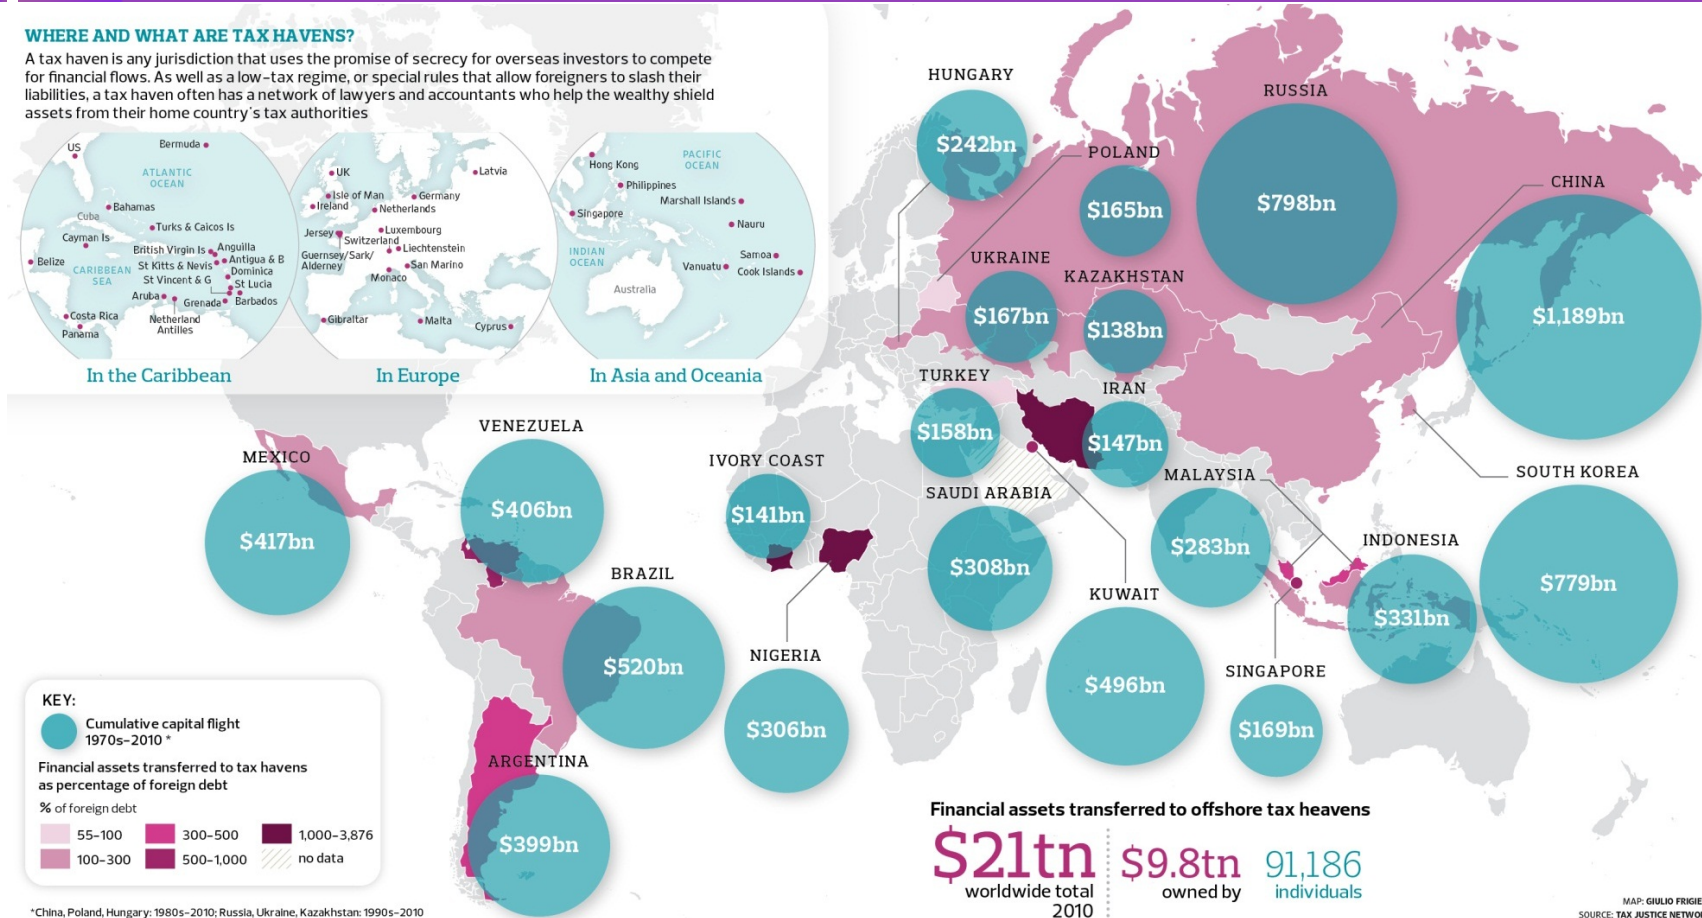 WHERE AND WHAT ARE TAX HAVENS?
A tax haven is any jurisdiction that uses the promise of secrecy for overseas investors to compete
for financial flows. As well as a low-tax regime, or special rules that allow foreigners to slash their
liabilities, a tax haven often has a network of lawyers and accountants who help the wealthy shield
assets from their home country's tax authorities
US
Bermuda
ATLANTIC
OCEAN
Bahamas
Cuba
Turks & Caicos Is
Cayman Is
British Virgin Is
Anguilla
Antigua & B
Belize
CARIBBEAN
SEA
St Kitts & Nevis
Dominica
St Vincent & G
St Lucia
Aruba
Grenada
Barbados
Costa Rica
Netherland
Antilles
Panama
In the Caribbean
UK
Latvia
Isle of Man
Ireland
Germany
Netherlands
Jersey
Luxembourg
Switzerland
Guernsey/Sark/
Alderney
Liechtenstein
Monaco
San Marino
Gibraltar
Malta
Cyprus
In Europe
Hong Kong
PACIFIC
OCEAN
Philippines
Marshall Islands
Singapore
Nauru
INDIAN
OCEAN
Samoa
Vanuatu
Cook Islands
Australia
In Asia and Oceania
HUNGARY
$242bn
POLAND
$165bn
RUSSIA
$798bn
CHINA
$1,189bn
UKRAINE
$167bn
KAZAKHSTAN
$138bn
TURKEY
$158bn
IRAN
$147bn
MEXICO
$417bn
VENEZUELA
$406bn
IVORY COAST
$141bn
SAUDI ARABIA
$308bn
MALAYSIA
$283bn
SOUTH KOREA
$779bn
INDONESIA
$331bn
BRAZIL
$520bn
NIGERIA
$306bn
KUWAIT
$496bn
SINGAPORE
$169bn
ARGENTINA
$399bn
KEY:
Cumulative capital flight
1970s-2010 *
Financial assets transferred to tax havens
as percentage of foreign debt
% of foreign debt
55-100
300-500
1,000-3,876
100-300
500-1,000
no data
*China, Poland, Hungary: 1980s-2010; Russia, Ukraine, Kazakhstan: 1990s-2010
Financial assets transferred to offshore tax heavens
$21tn
worldwide total
2010
$9.8tn
owned by
91,186
individuals
MAP: GIULIO FRIGIE
SOURCE: TAX JUSTICE NETWOR